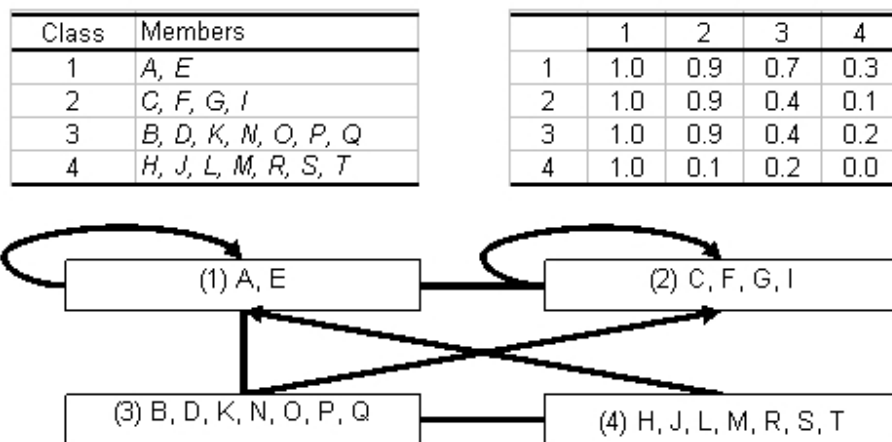 Class Members
1 A, E
2 C, F, G, I
3 B, D, K, N, O, P, Q
4 H, J, L, M, R, S, T
1 2 3 4
1 1.0 0.9 0.7 0.3
2 1.0 0.9 0.4 0.1
3 1.0 0.9 0.4 0.2
4 1.0 0.1 0.2 0.0
(1) A, E
(2) C, F, G, I
(3) B, D, K, N, O, P, Q
(4) H, J, L, M, R, S, T